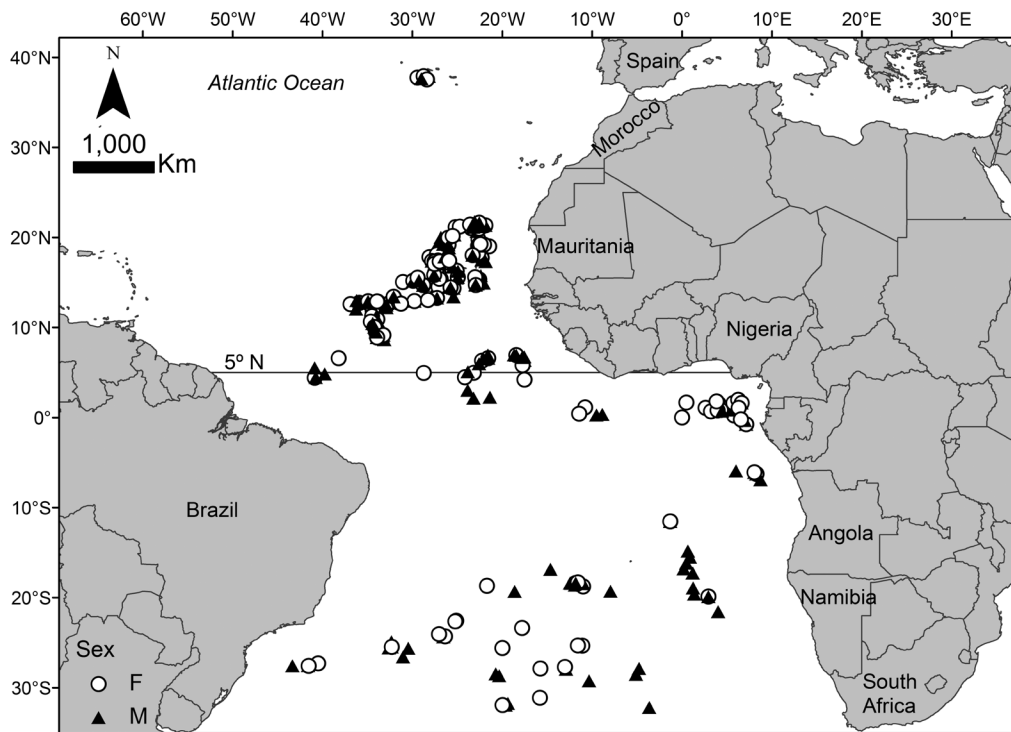 60°W 50°W 40°W 30°W 20°W 10°W 0° 10°E 20°E 30°E
40°N
30°N
20°N
10°N
0°
10°S
20°S
30°S
N
1,000
Km
Atlantic Ocean
Spain
Morocco
Mauritania
Nigeria
5º N
Brazil
Angola
Namibia
South
Africa
Sex
F
M